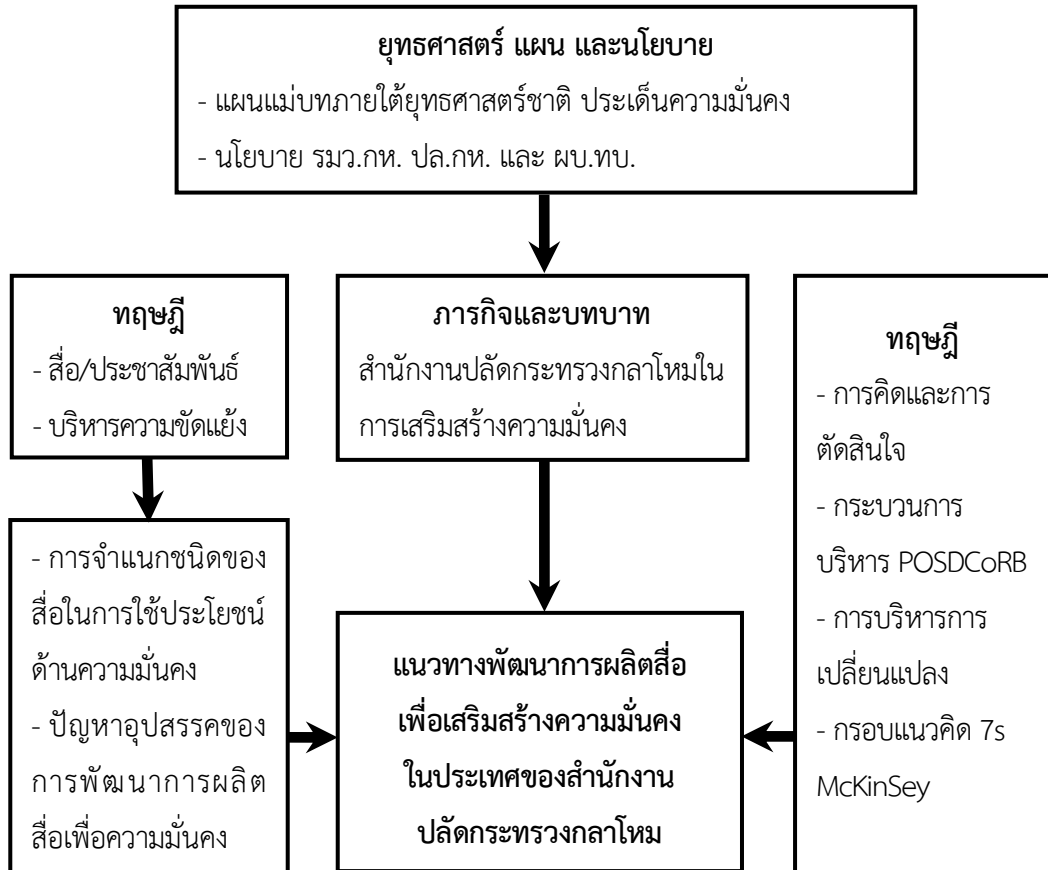 ยุทธศาสตร์ แผน และนโยบาย
- แผนแม่บทภายใต้ยุทธศาสตร์ชาติ ประเด็นความมั่นคง
- นโยบาย รมว.กห. ปล.กห. และ ผบ.ทบ.
ทฤษฎี
- สื่อ/ประชาสัมพันธ์
- บริหารความขัดแย้ง
ภารกิจและบทบาท
สำนักงานปลัดกระทรวงกลาโหมใน
การเสริมสร้างความมั่นคง
ทฤษฎี
- การคิดและการ
ตัดสินใจ
- กระบวนการ
บริหาร POSDCoRB
- การบริหารการ
เปลี่ยนแปลง
- กรอบแนวคิด 7s
McKinSey
- การจำแนกชนิดของ
สื่อในการใช้ประโยชน์
ด้านความมั่นคง
- ปัญหาอุปสรรคของ
การพัฒนาการผลิต
สื่อเพื่อความมั่นคง
แนวทางพัฒนาการผลิตสื่อ
เพื่อเสริมสร้างความมั่นคง
ในประเทศของสำนักงาน
ปลัดกระทรวงกลาโหม